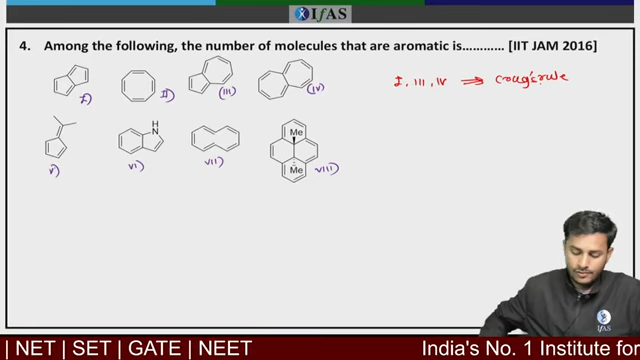 IfAS
4. Among the following, the number of molecules that are aromatic is………… [IIT JAM 2016]
I)
II)
(III)
(IV)
I, III, IV ⇒ craig's rule
H
N
Me
Me
V)
VI)
VII)
VIII)
IFAS
| NET | SET | GATE | NEET
India's No. 1 Institute for